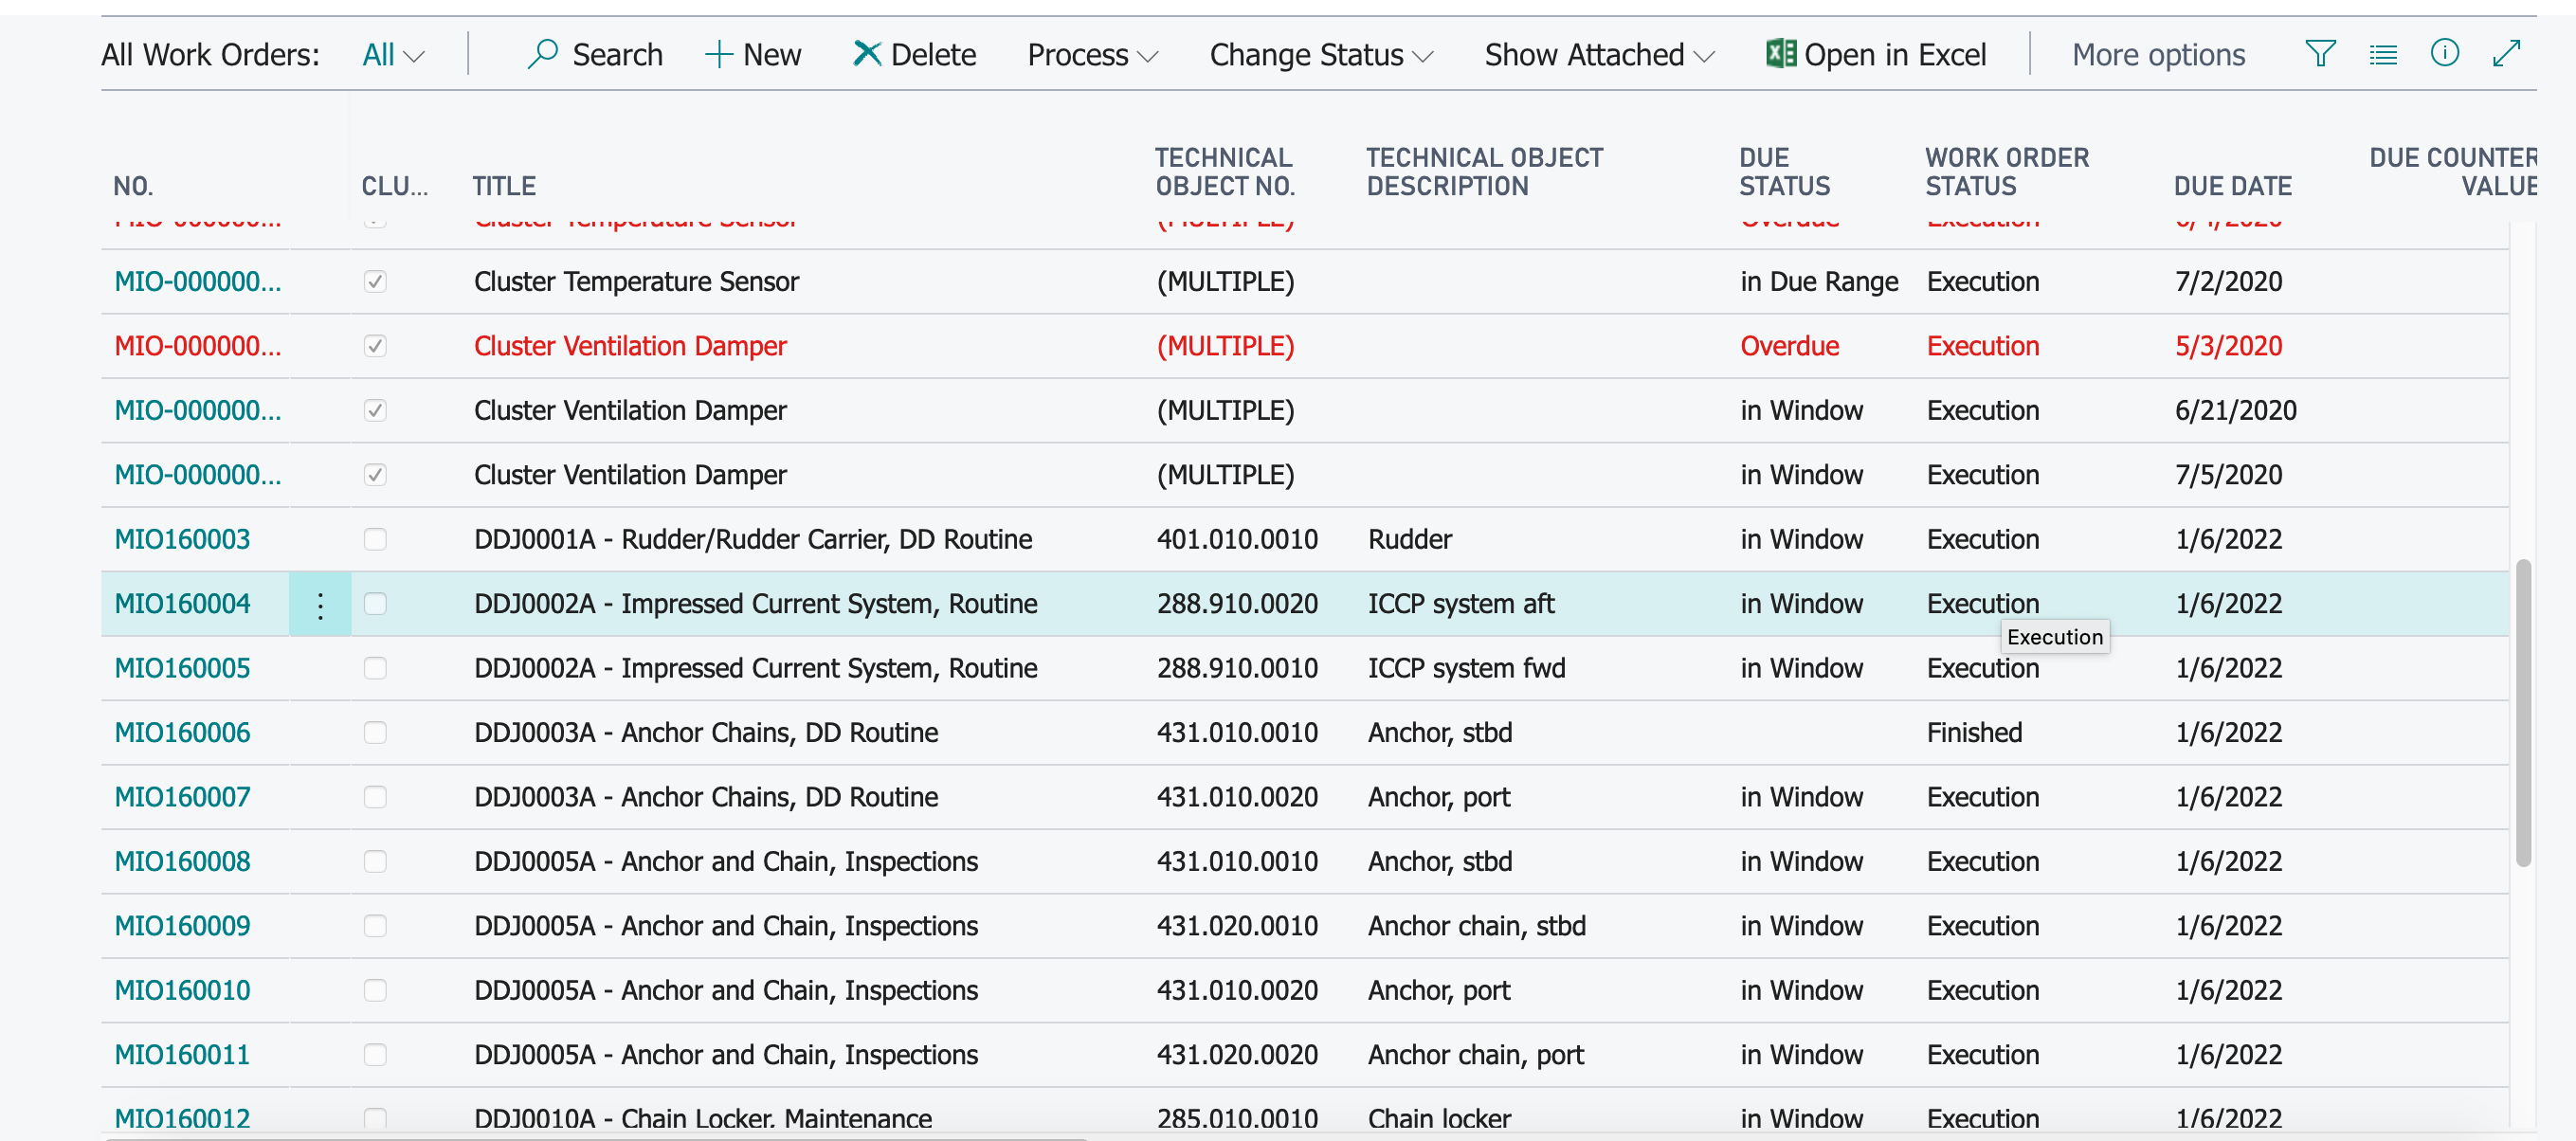 All Work Orders: All Search New Delete Process Change Status Show Attached Open in Excel More options
NO. CLU... TITLE TECHNICAL OBJECT NO. TECHNICAL OBJECT DESCRIPTION DUE STATUS WORK ORDER STATUS DUE DATE DUE COUNTER VALUE
MIO-000000... Cluster Temperature Sensor (MULTIPLE) Overdue Execution
MIO-000000... Cluster Temperature Sensor (MULTIPLE) in Due Range Execution 7/2/2020
MIO-000000... Cluster Ventilation Damper (MULTIPLE) Overdue Execution 5/3/2020
MIO-000000... Cluster Ventilation Damper (MULTIPLE) in Window Execution 6/21/2020
MIO-000000... Cluster Ventilation Damper (MULTIPLE) in Window Execution 7/5/2020
MIO160003 DDJ0001A - Rudder/Rudder Carrier, DD Routine 401.010.0010 Rudder in Window Execution 1/6/2022
MIO160004 DDJ0002A - Impressed Current System, Routine 288.910.0020 ICCP system aft in Window Execution 1/6/2022
Execution
MIO160005 DDJ0002A - Impressed Current System, Routine 288.910.0010 ICCP system fwd in Window Execution 1/6/2022
MIO160006 DDJ0003A - Anchor Chains, DD Routine 431.010.0010 Anchor, stbd Finished 1/6/2022
MIO160007 DDJ0003A - Anchor Chains, DD Routine 431.010.0020 Anchor, port in Window Execution 1/6/2022
MIO160008 DDJ0005A - Anchor and Chain, Inspections 431.010.0010 Anchor, stbd in Window Execution 1/6/2022
MIO160009 DDJ0005A - Anchor and Chain, Inspections 431.020.0010 Anchor chain, stbd in Window Execution 1/6/2022
MIO160010 DDJ0005A - Anchor and Chain, Inspections 431.010.0020 Anchor, port in Window Execution 1/6/2022
MIO160011 DDJ0005A - Anchor and Chain, Inspections 431.020.0020 Anchor chain, port in Window Execution 1/6/2022
MIO160012 DDJ0010A - Chain Locker, Maintenance 285.010.0010 Chain locker in Window Execution 1/6/2022